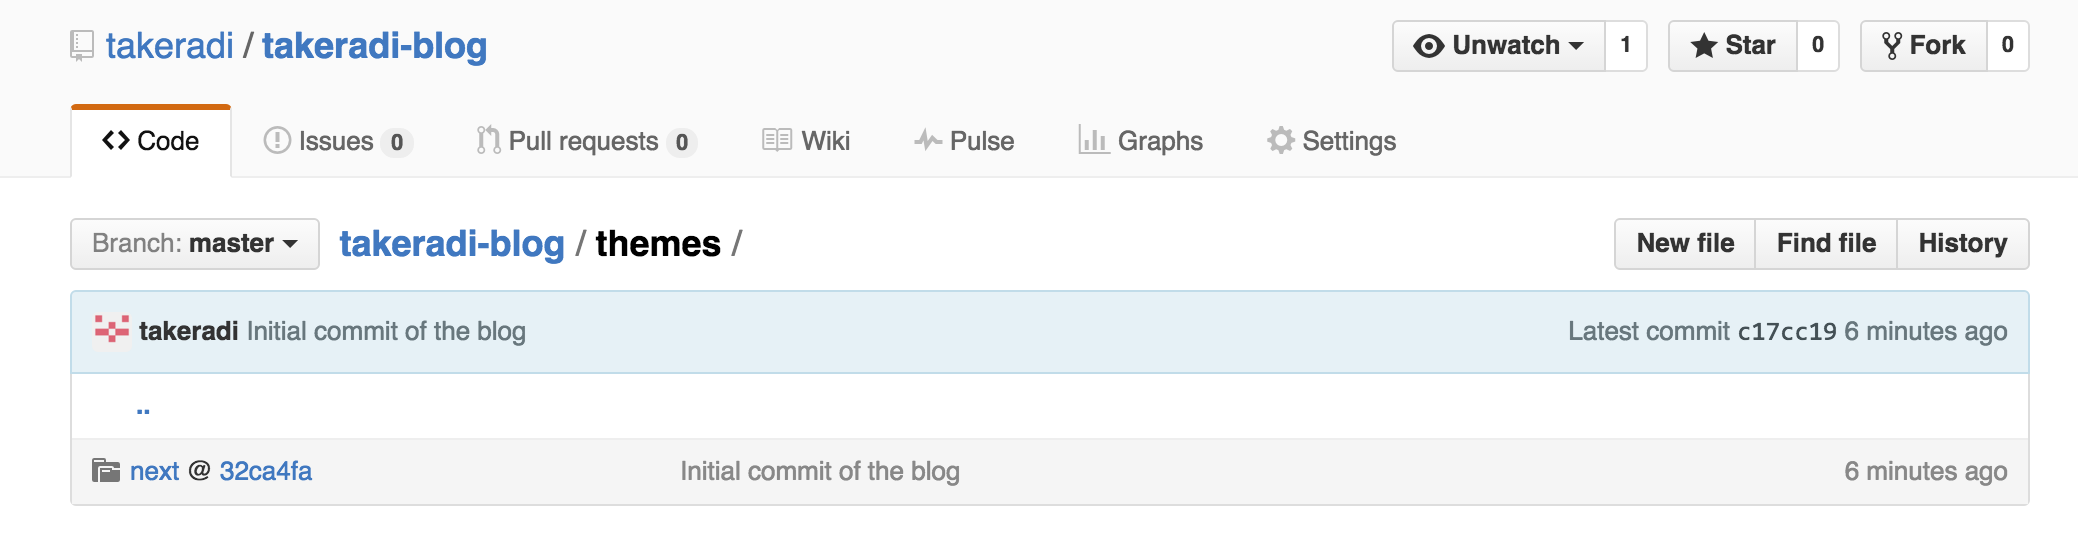 takeradi / takeradi-blog
Unwatch 1 Star 0 Fork 0
Code Issues 0 Pull requests 0 Wiki Pulse Graphs Settings
Branch: master takeradi-blog / themes / New file Find file History
takeradi Initial commit of the blog Latest commit c17cc19 6 minutes ago
..
next @ 32ca4fa Initial commit of the blog 6 minutes ago